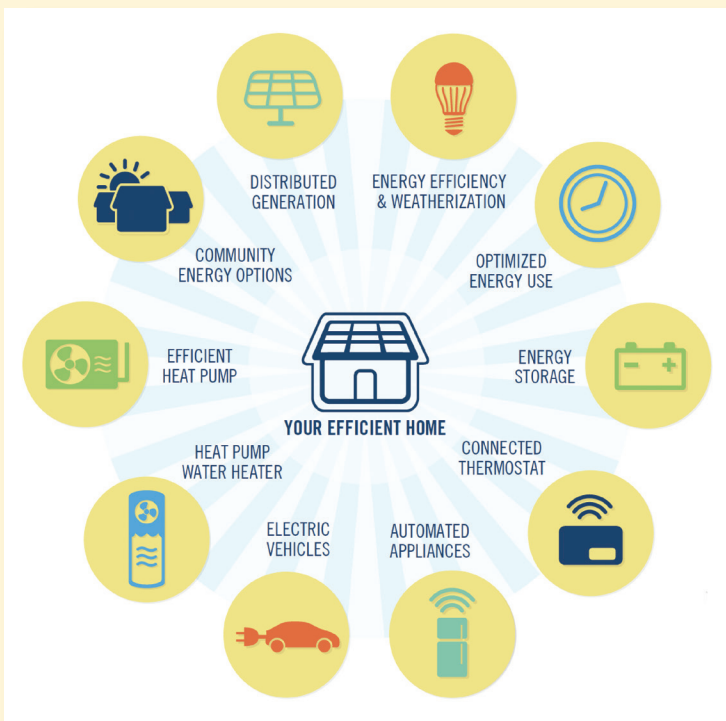 DISTRIBUTED
GENERATION
ENERGY EFFICIENCY
& WEATHERIZATION
COMMUNITY
ENERGY OPTIONS
OPTIMIZED
ENERGY USE
EFFICIENT
HEAT PUMP
ENERGY
STORAGE
YOUR EFFICIENT HOME
HEAT PUMP
WATER HEATER
CONNECTED
THERMOSTAT
ELECTRIC
VEHICLES
AUTOMATED
APPLIANCES